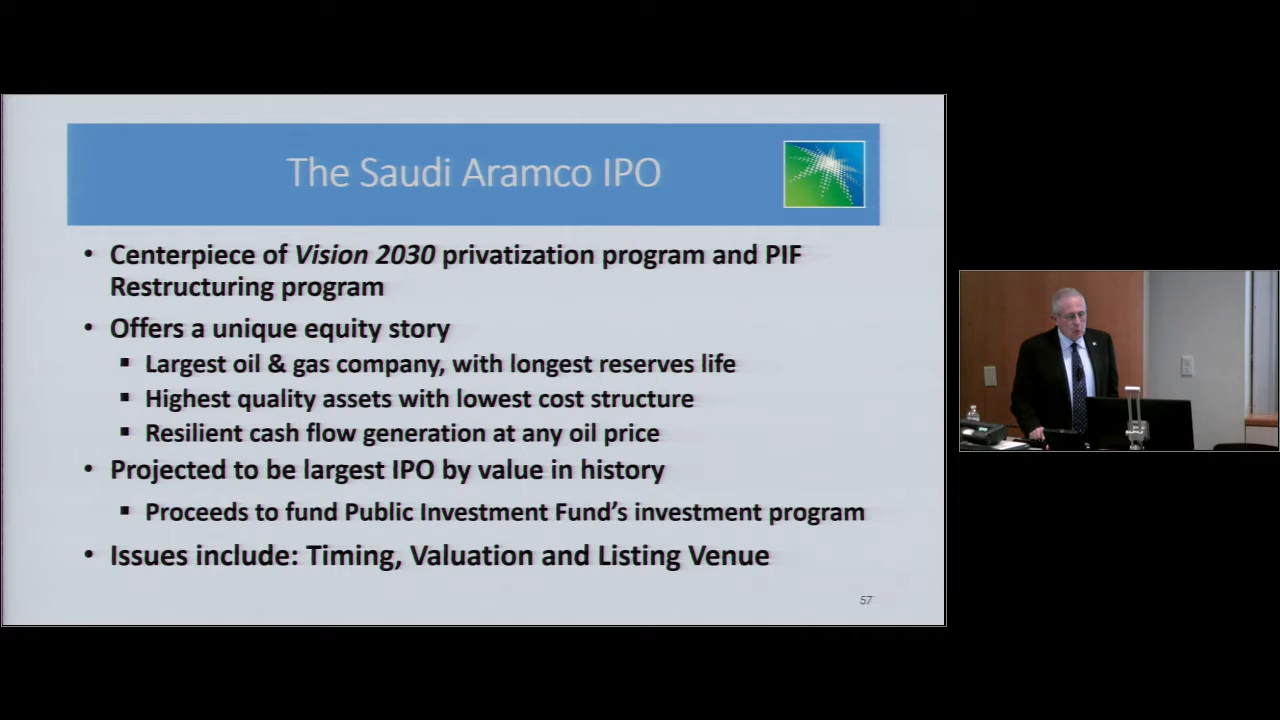 The Saudi Aramco IPO
• Centerpiece of Vision 2030 privatization program and PIF
Restructuring program
• Offers a unique equity story
▪ Largest oil & gas company, with longest reserves life
▪ Highest quality assets with lowest cost structure
▪ Resilient cash flow generation at any oil price
• Projected to be largest IPO by value in history
▪ Proceeds to fund Public Investment Fund's investment program
• Issues include: Timing, Valuation and Listing Venue
57